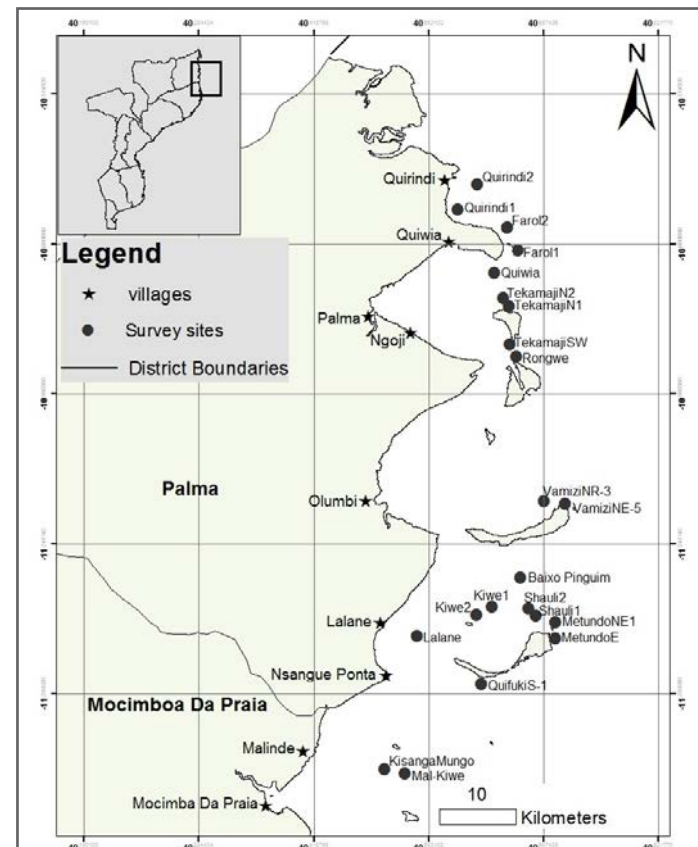 N
Legend
villages
Survey sites
District Boundaries
Quirindi
Quirindi2
Quirindi1
Farol2
Quiwia
Farol1
Quiwia
TekamajiN2
TekamajiN1
Palma
Ngoji
TekamajiSW
Rongwe
Palma
Olumbi
VamiziNR-3
VamiziNE-5
Baixo Pinguim
Kiwe1
Kiwe2
Shauli2
Shauli1
Lalane
MetundoNE1
Lalane
MetundoE
Nsangue Ponta
QuifukiS-1
Mocimboa Da Praia
Malinde
KisangaMungo
Mal-Kiwe
Mocimba Da Praia
10
Kilometers